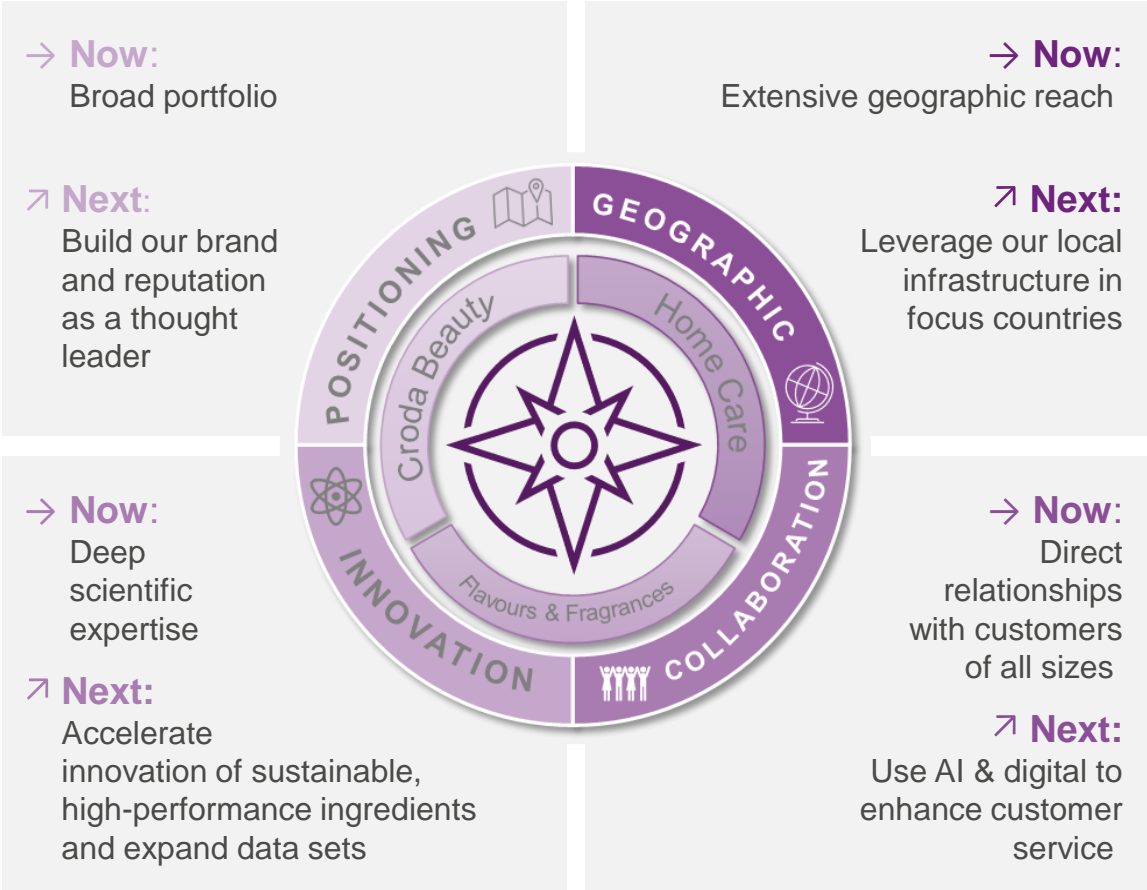 → Now:
Broad portfolio
↗ Next:
Build our brand
and reputation
as a thought
leader
→ Now:
Extensive geographic reach
↗ Next:
Leverage our local
infrastructure in
focus countries
POSITIONING
GEOGRAPHIC
Croda Beauty
Home Care
Flavours & Fragrances
INNOVATION
COLLABORATION
→ Now:
Deep
scientific
expertise
↗ Next:
Accelerate
innovation of sustainable,
high-performance ingredients
and expand data sets
→ Now:
Direct
relationships
with customers
of all sizes
↗ Next:
Use AI & digital to
enhance customer
service